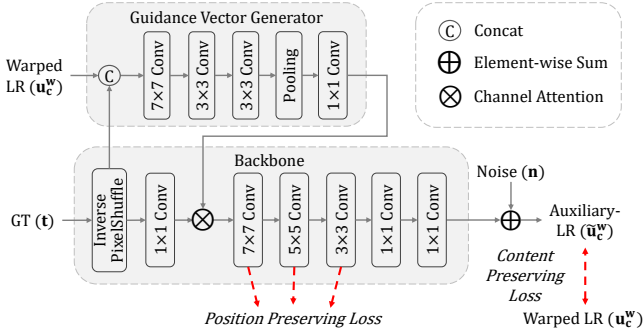 Guidance Vector Generator
Warped
LR (u_c^w)
C
7×7 Conv
3×3 Conv
3×3 Conv
Pooling
1×1 Conv
C Concat
Element-wise Sum
Channel Attention
Backbone
GT (t)
Inverse
PixelShuffle
1×1 Conv
7×7 Conv
5×5 Conv
3×3 Conv
1×1 Conv
1×1 Conv
Noise (n)
Auxiliary-
LR (ũ_c^w)
Content
Preserving
Loss
Position Preserving Loss
Warped LR (u_c^w)